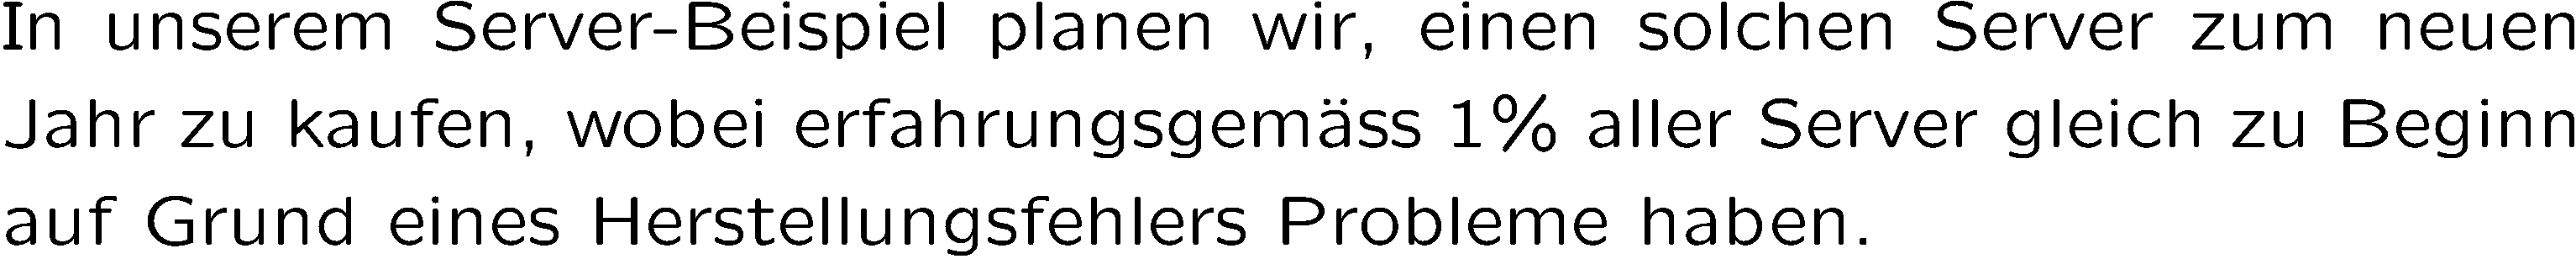 In unserem Server-Beispiel planen wir, einen solchen Server zum neuen
Jahr zu kaufen, wobei erfahrungsgemäss 1% aller Server gleich zu Beginn
auf Grund eines Herstellungsfehlers Probleme haben.